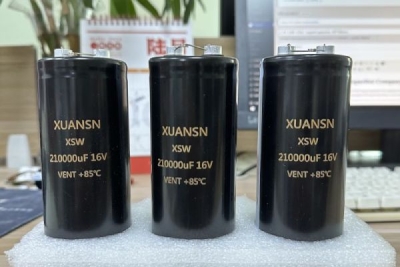 XUANSN
XSW
210000uF 16V
VENT +85℃
XUANSN
XSW
210000uF 16V
VENT +85℃
XUANSN
XSW
210000uF 16V
VENT +85℃